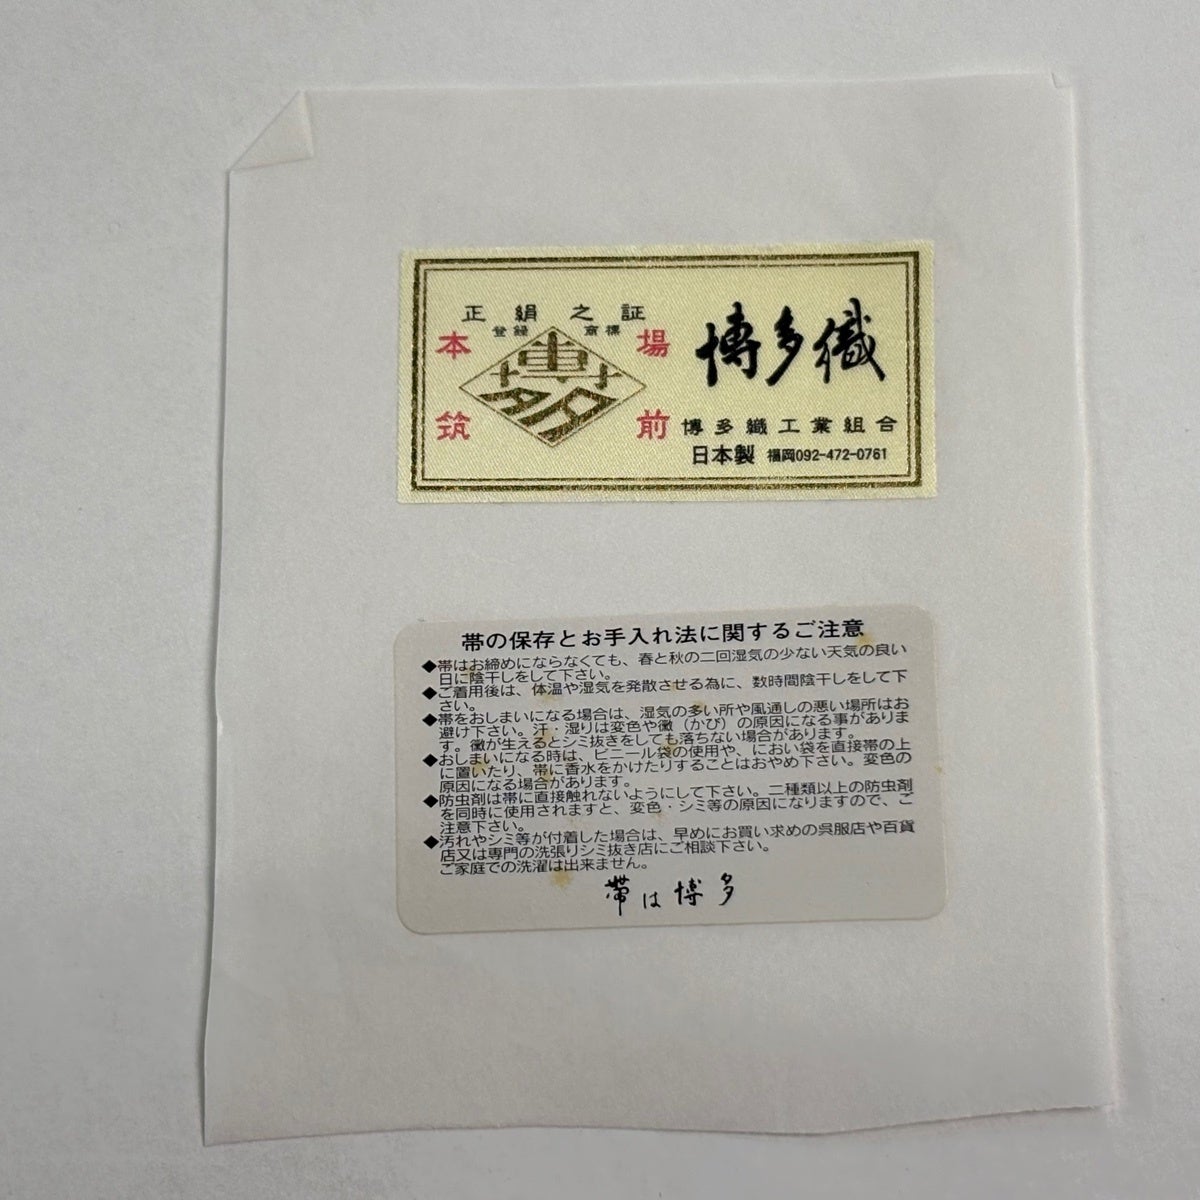 正絹之証
登録商標
本場
博多
筑前
博多織
博多織工業組合
日本製 福岡092-472-0761
帯の保存とお手入れ法に関するご注意
◆帯はお締めにならなくても、春と秋の二回湿気の少ない天気の良い
日に陰干しをして下さい。
◆ご着用後は、体温や湿気を発散させる為に、数時間陰干しをして下
さい。
◆帯をおしまいになる場合は、湿気の多い所や風通しの悪い場所はお
避け下さい。汗・湿りは変色や黴（かび）の原因になる事がありま
す。黴が生えるとシミ抜きをしても落ちない場合があります。
◆おしまいになる時は、ビニール袋の使用や、におい袋を直接帯の上
に置いたり、帯に香水をかけたりすることはおやめ下さい。変色の
原因になる場合があります。
◆防虫剤は帯に直接触れないようにして下さい。二種類以上の防虫剤
を同時に使用されますと、変色・シミ等の原因になりますので、ご
注意下さい。
◆汚れやシミ等が付着した場合は、早めにお買い求めの呉服店や百貨
店又は専門の洗張りシミ抜き店にご相談下さい。
ご家庭での洗濯は出来ません。
帯は博多